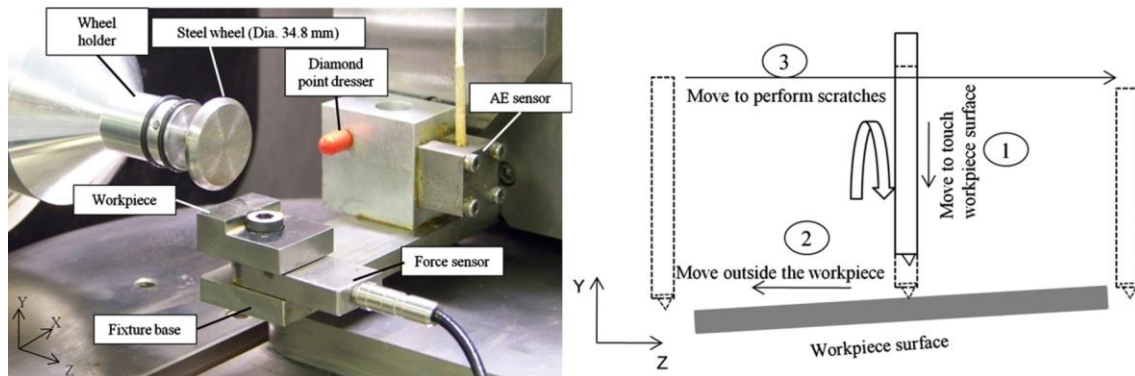 Wheel
holder
Steel wheel (Dia. 34.8 mm)
Diamond
point dresser
AE sensor
Workpiece
Force sensor
Fixture base
Y
X
Z
3
Move to perform scratches
Move to touch
workpiece surface
1
2
Move outside the workpiece
Y
Z
Workpiece surface